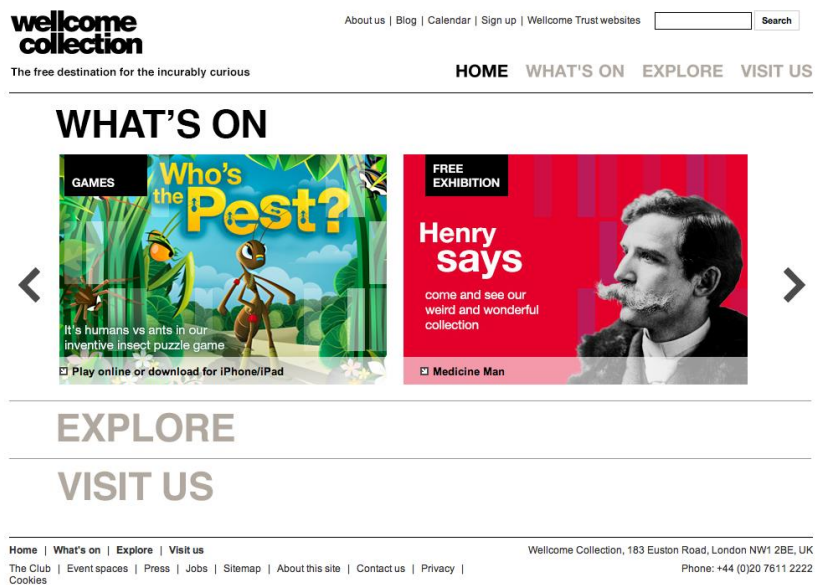 wellcome
collection
The free destination for the incurably curious
About us | Blog | Calendar | Sign up | Wellcome Trust websites
Search
HOME WHAT'S ON EXPLORE VISIT US
WHAT'S ON
GAMES
Who's
the Pest?
It's humans vs ants in our
inventive insect puzzle game
Play online or download for iPhone/iPad
FREE
EXHIBITION
Henry
says
come and see our
weird and wonderful
collection
Medicine Man
EXPLORE
VISIT US
Home | What's on | Explore | Visit us
The Club | Event spaces | Press | Jobs | Sitemap | About this site | Contact us | Privacy |
Cookies
Wellcome Collection, 183 Euston Road, London NW1 2BE, UK
Phone: +44 (0)20 7611 2222